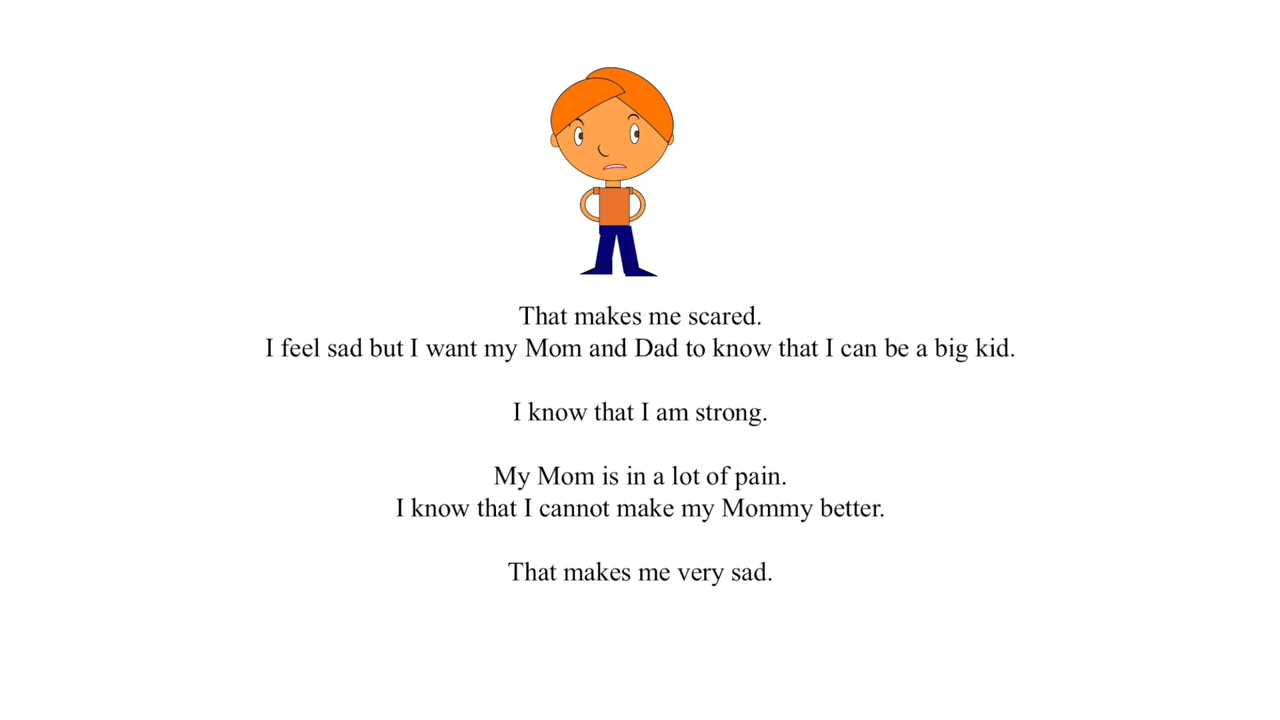 That makes me scared.
I feel sad but I want my Mom and Dad to know that I can be a big kid.
I know that I am strong.
My Mom is in a lot of pain.
I know that I cannot make my Mommy better.
That makes me very sad.